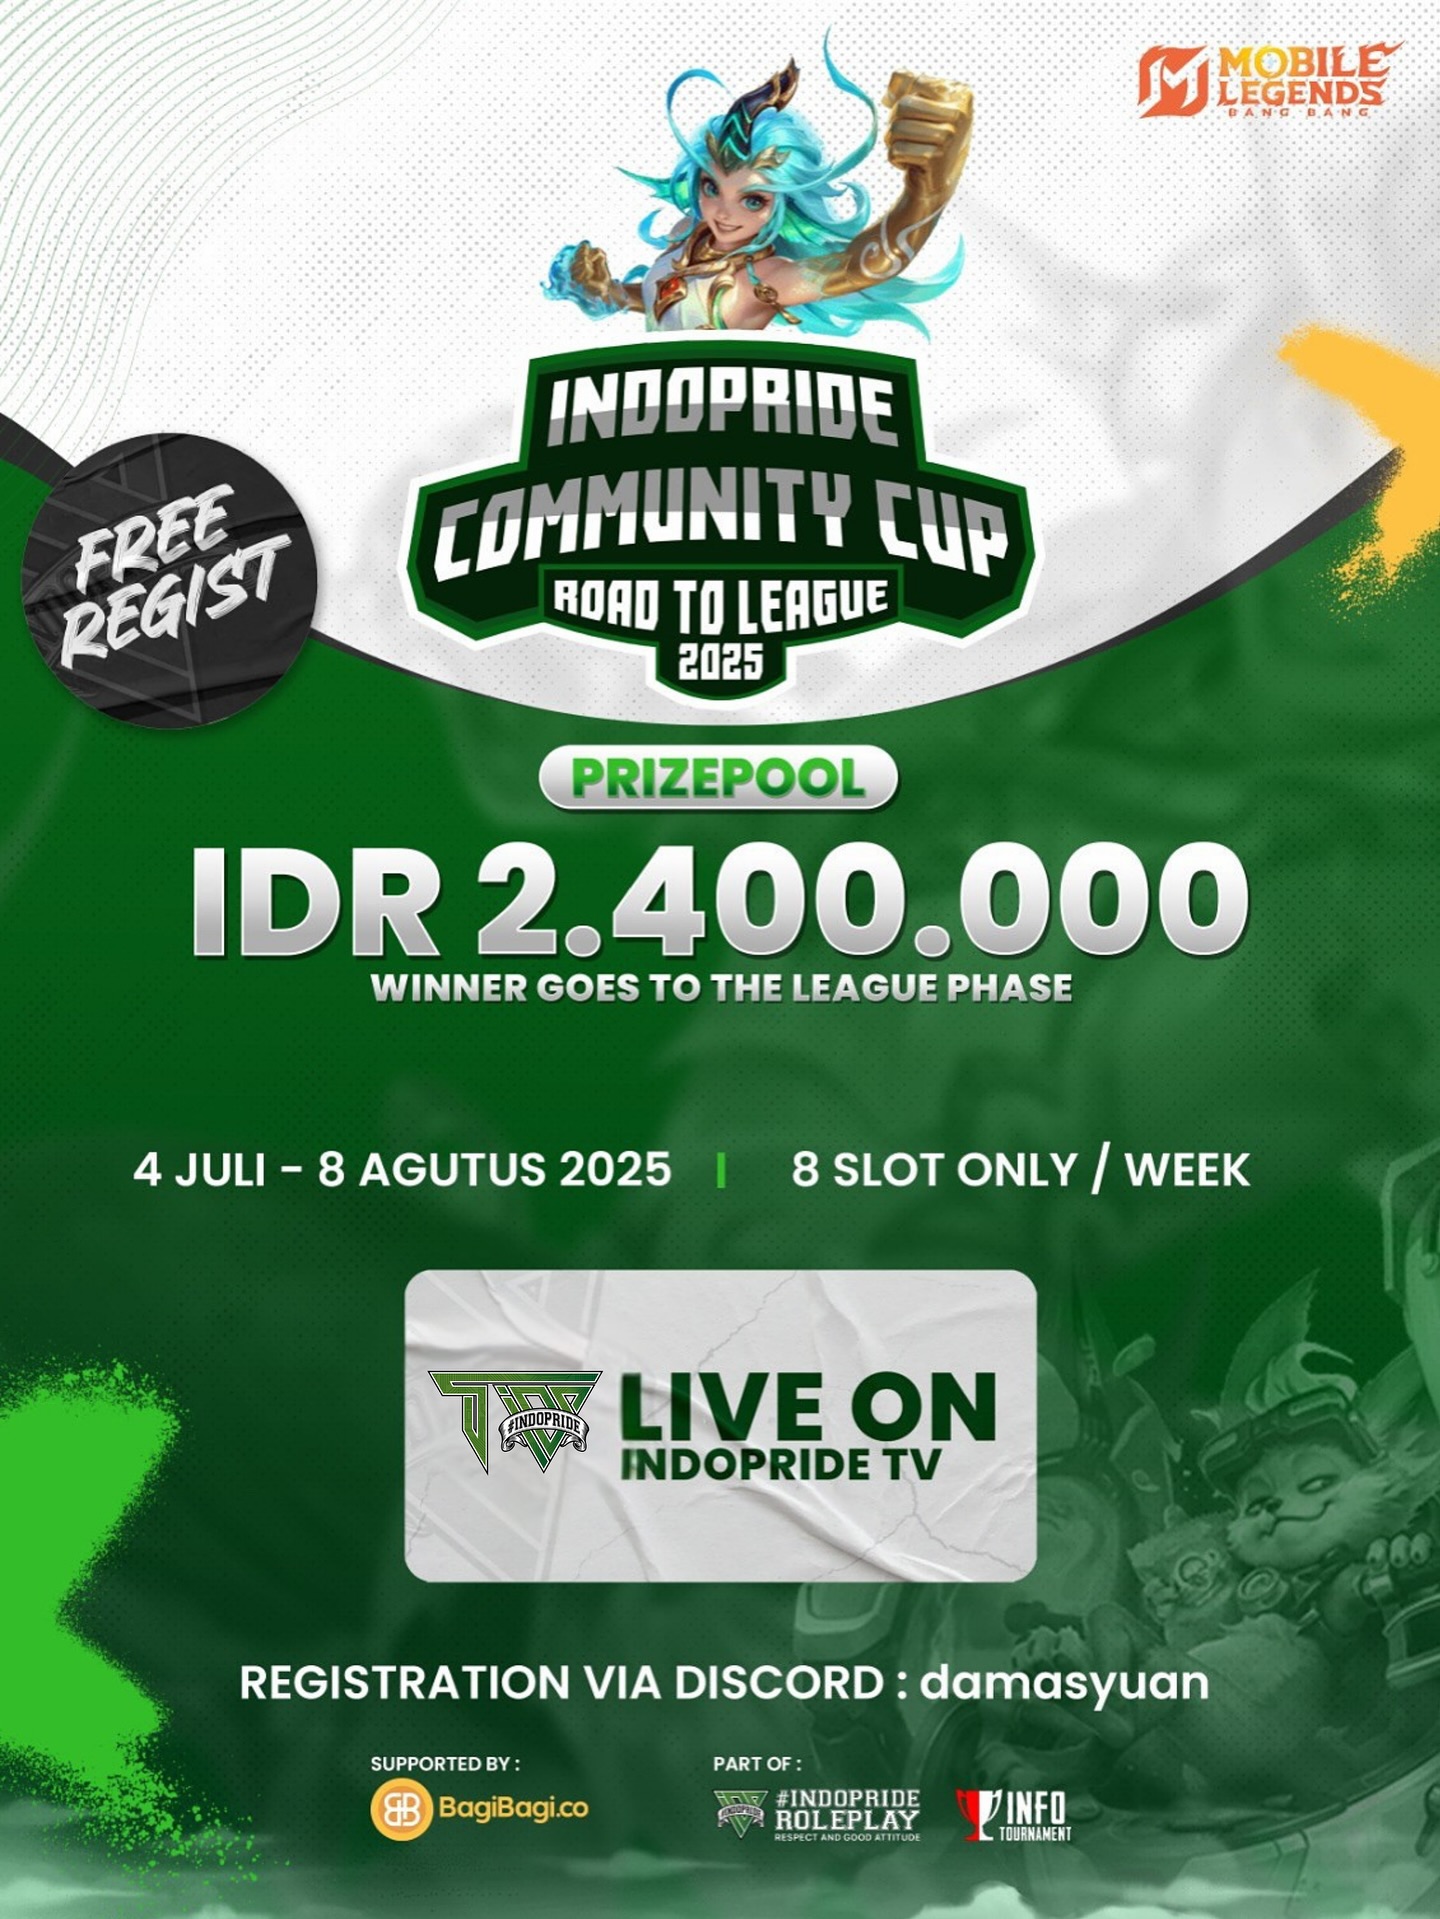 MOBILE
LEGENDS
BANG BANG
INDOPRIDE
COMMUNITY CUP
ROAD TO LEAGUE
2025
FREE
REGIST
PRIZEPOOL
IDR 2.400.000
WINNER GOES TO THE LEAGUE PHASE
4 JULI - 8 AGUTUS 2025 | 8 SLOT ONLY / WEEK
#INDOPRIDE
LIVE ON
INDOPRIDE TV
REGISTRATION VIA DISCORD : damasyuan
SUPPORTED BY :
BagiBagi.co
PART OF :
#INDOPRIDE
#INDOPRIDE
ROLEPLAY
RESPECT AND GOOD ATTITUDE
INFO
TOURNAMENT